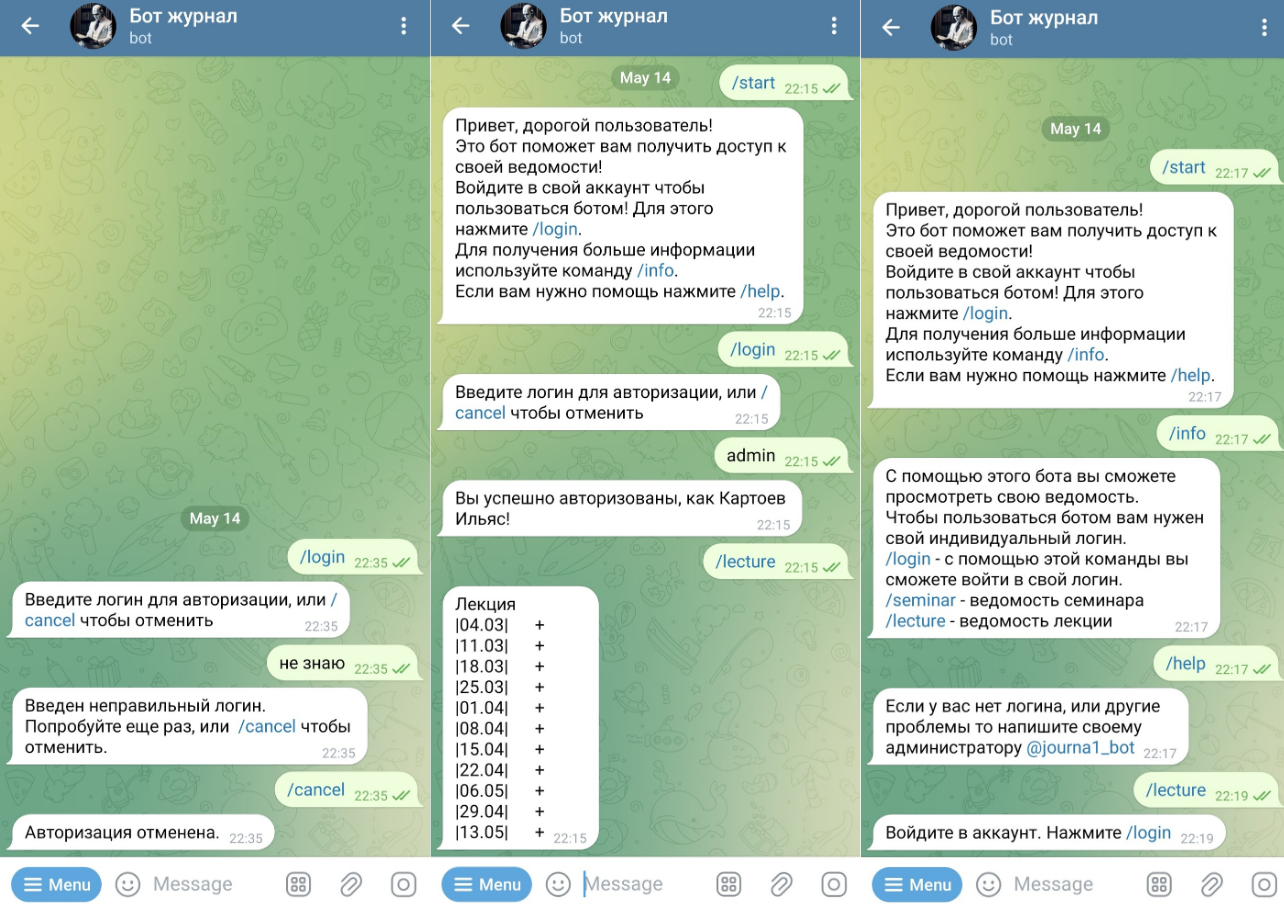 Бот журнал
bot
May 14
/login 22:35
Введите логин для авторизации, или /
cancel чтобы отменить 22:35
не знаю 22:35
Введен неправильный логин.
Попробуйте еще раз, или /cancel чтобы
отменить. 22:35
/cancel 22:35
Авторизация отменена. 22:35
Menu Message
Бот журнал
bot
May 14
/start 22:15
Привет, дорогой пользователь!
Это бот поможет вам получить доступ к
своей ведомости!
Войдите в свой аккаунт чтобы
пользоваться ботом! Для этого
нажмите /login.
Для получения больше информации
используйте команду /info.
Если вам нужно помощь нажмите /help.
22:15
/login 22:15
Введите логин для авторизации, или /
cancel чтобы отменить 22:15
admin 22:15
Вы успешно авторизованы, как Картоев
Ильяс! 22:15
/lecture 22:15
Лекция
|04.03| +
|11.03| +
|18.03| +
|25.03| +
|01.04| +
|08.04| +
|15.04| +
|22.04| +
|06.05| +
|29.04| +
|13.05| + 22:15
Menu Message
Бот журнал
bot
May 14
/start 22:17
Привет, дорогой пользователь!
Это бот поможет вам получить доступ к
своей ведомости!
Войдите в свой аккаунт чтобы
пользоваться ботом! Для этого
нажмите /login.
Для получения больше информации
используйте команду /info.
Если вам нужно помощь нажмите /help.
22:17
/info 22:17
С помощью этого бота вы сможете
просмотреть свою ведомость.
Чтобы пользоваться ботом вам нужен
свой индивидуальный логин.
/login - с помощью этой команды вы
сможете войти в свой логин.
/seminar - ведомость семинара
/lecture - ведомость лекции 22:17
/help 22:17
Если у вас нет логина, или другие
проблемы то напишите своему
администратору @journa1_bot 22:17
/lecture 22:19
Войдите в аккаунт. Нажмите /login 22:19
Menu Message